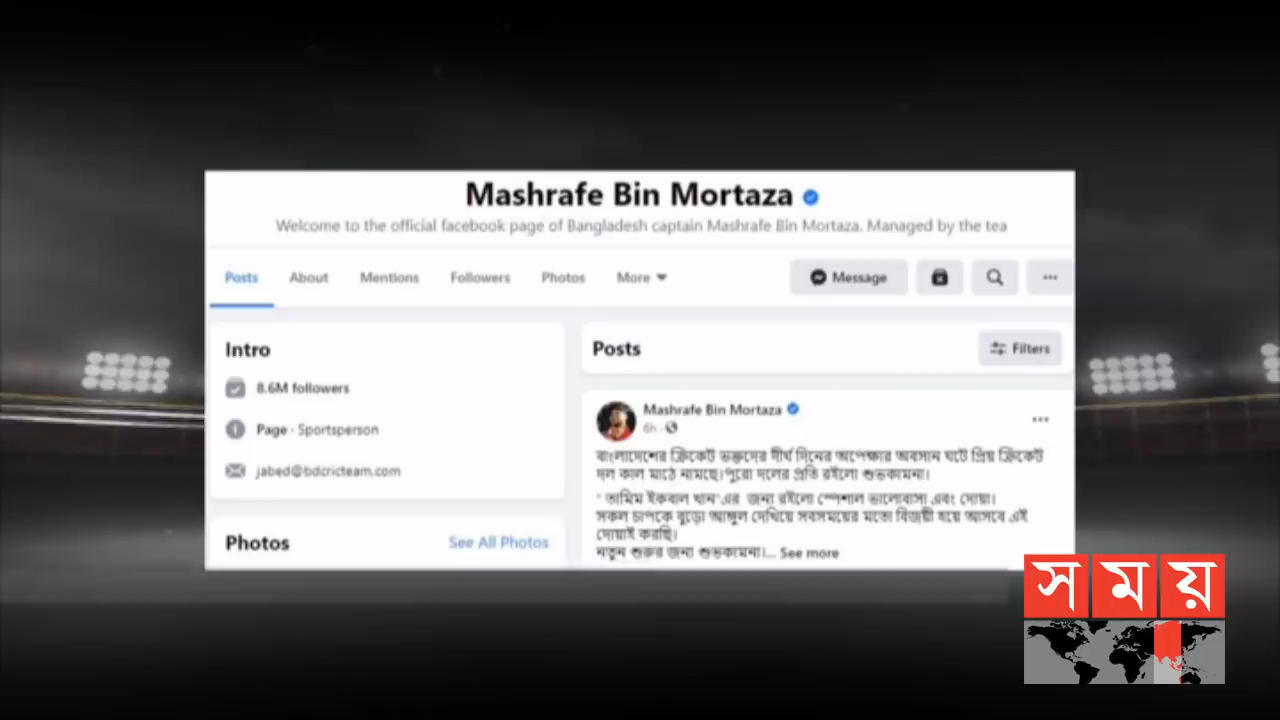 Mashrafe Bin Mortaza
Welcome to the official facebook page of Bangladesh captain Mashrafe Bin Mortaza. Managed by the tea
Posts About Mentions Followers Photos More Message
Intro
8.6M followers
Page · Sportsperson
jabed@bdcricteam.com
Photos See All Photos
Posts Filters
Mashrafe Bin Mortaza
6h ·
বাংলাদেশের ক্রিকেট ভক্তদের দীর্ঘ দিনের অপেক্ষার অবসান ঘটে প্রিয় ক্রিকেট
দল কাল মাঠে নামছে।পুরো দলের প্রতি রইলো শুভকামনা।
" তামিম ইকবাল খান"এর জন্য রইলো স্পেশাল ভালোবাসা এবং দোয়া।
সকল চাপকে বুড়ো আঙ্গুল দেখিয়ে সবসময়ের মতো বিজয়ী হয়ে আসবে এই
দোয়াই করছি।
নতুন শুরুর জন্য শুভকামনা।... See more
সময়